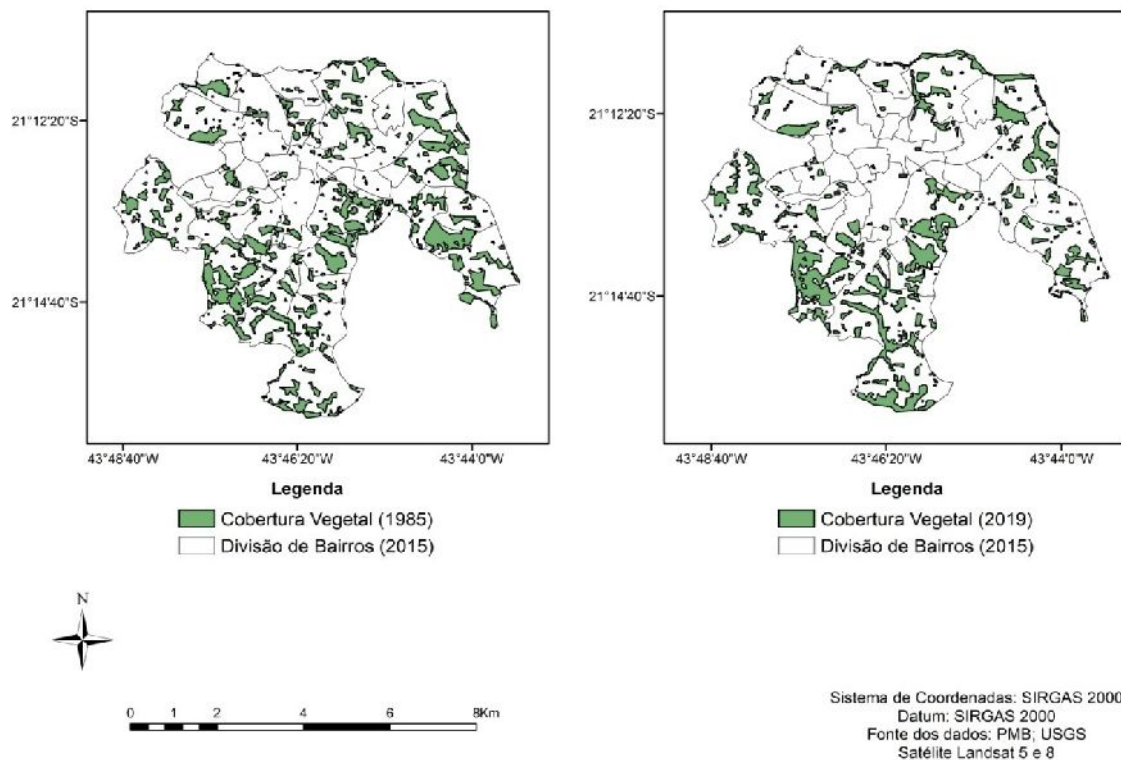 21°12'20"S
21°14'40"S
43°48'40"W
43°46'20"W
43°44'0"W
Legenda
Cobertura Vegetal (1985)
Divisão de Bairros (2015)
21°12'20"S
21°14'40"S
43°48'40"W
43°46'20"W
43°44'0"W
Legenda
Cobertura Vegetal (2019)
Divisão de Bairros (2015)
N
0 1 2 4 6 8Km
Sistema de Coordenadas: SIRGAS 2000
Datum: SIRGAS 2000
Fonte dos dados: PMB; USGS
Satélite Landsat 5 e 8